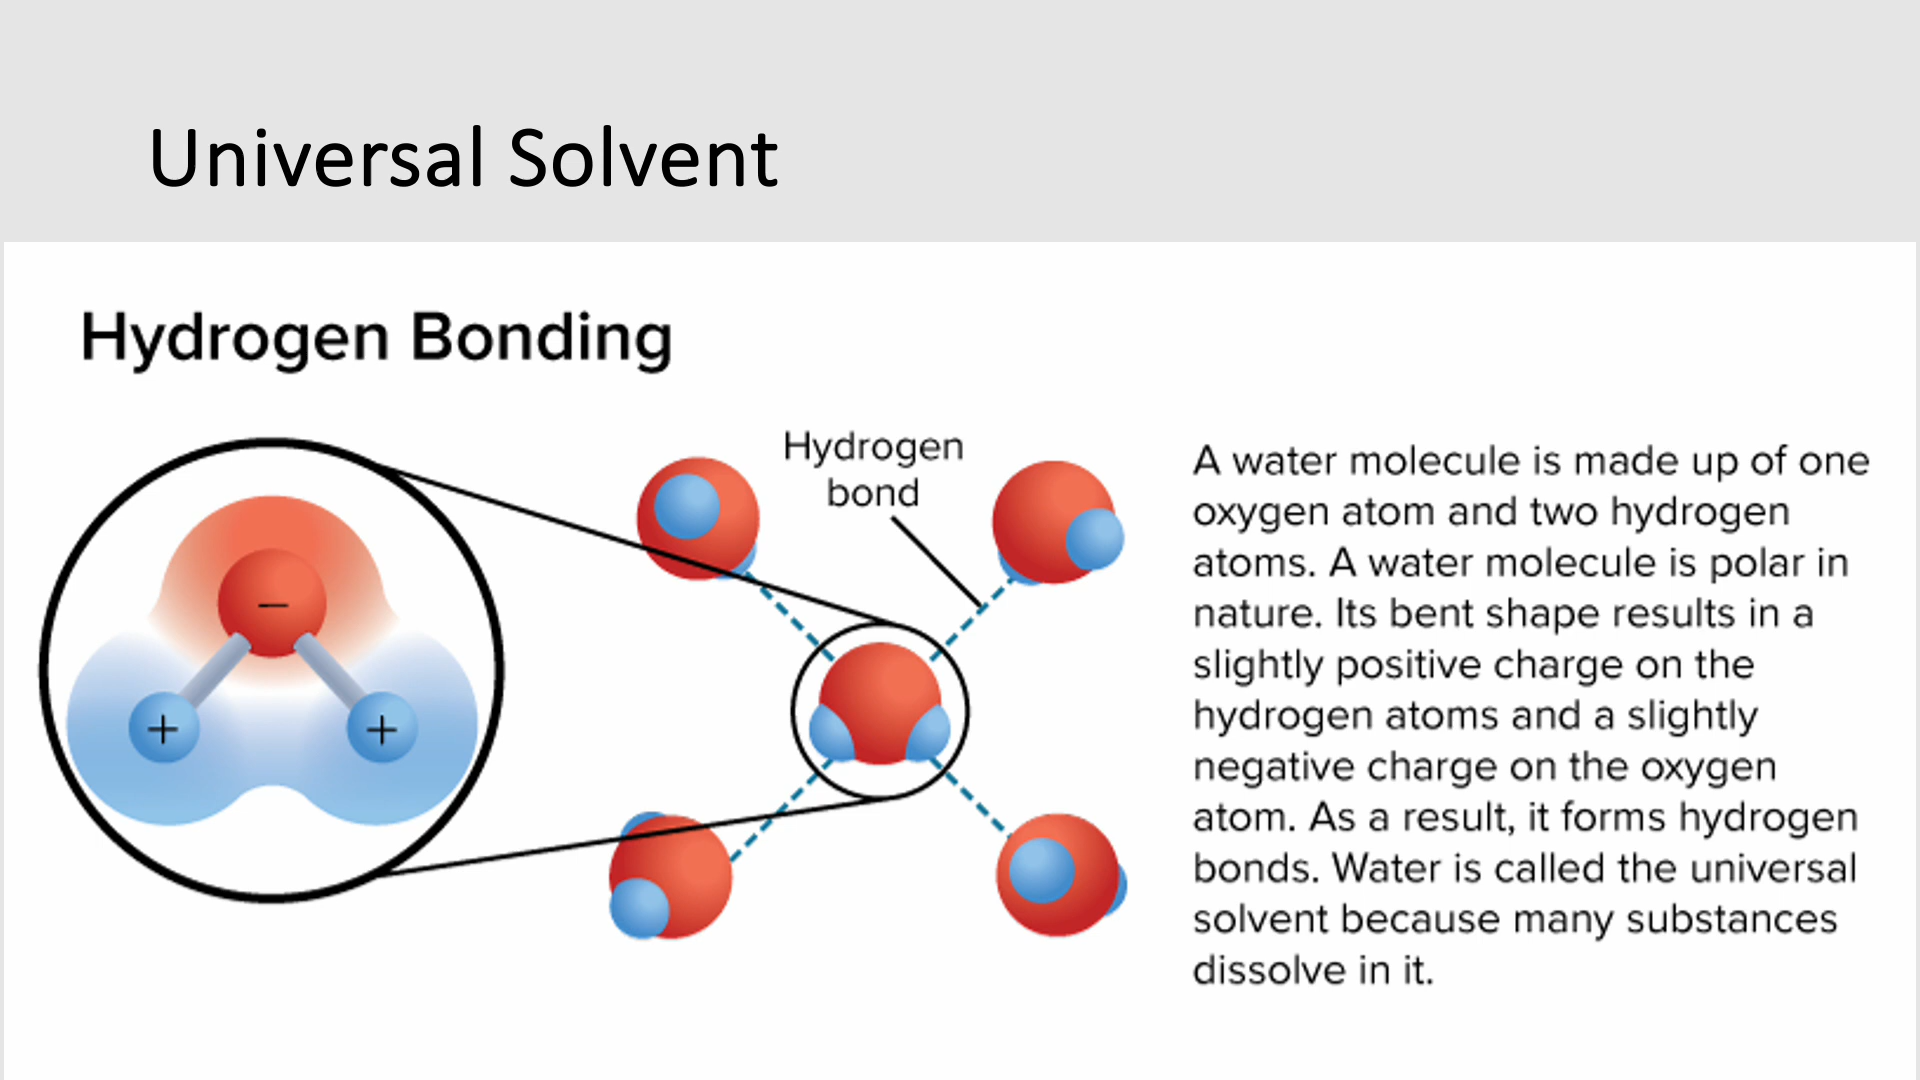 Universal Solvent
Hydrogen Bonding
Hydrogen
bond
−
+ +
A water molecule is made up of one
oxygen atom and two hydrogen
atoms. A water molecule is polar in
nature. Its bent shape results in a
slightly positive charge on the
hydrogen atoms and a slightly
negative charge on the oxygen
atom. As a result, it forms hydrogen
bonds. Water is called the universal
solvent because many substances
dissolve in it.